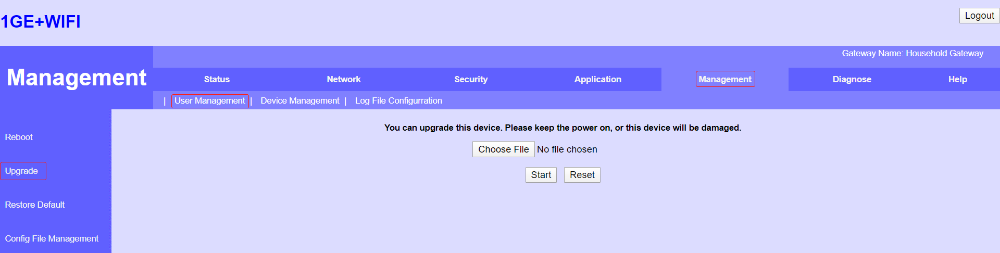 1GE+WIFI
Logout
Gateway Name: Household Gateway
Management
Status Network Security Application Management Diagnose Help
| User Management | Device Management | Log File Configurration
You can upgrade this device. Please keep the power on, or this device will be damaged.
Reboot
Choose File No file chosen
Upgrade
Start Reset
Restore Default
Config File Management